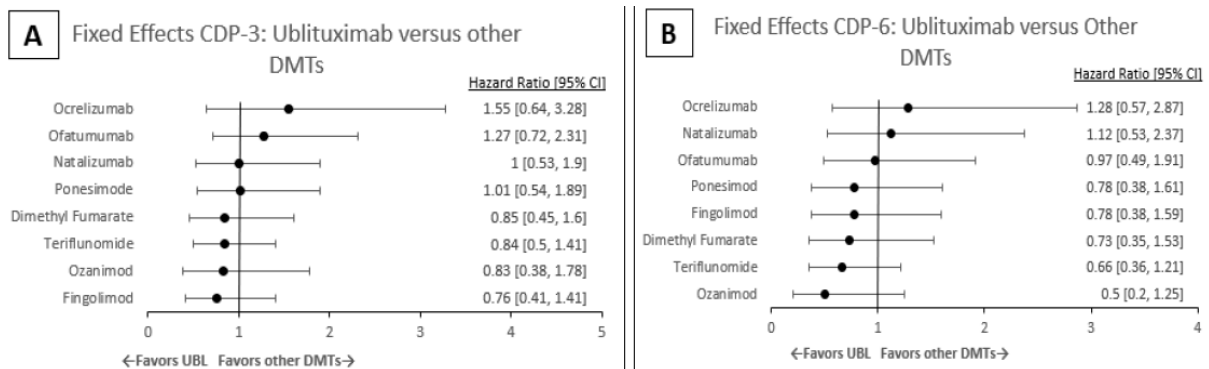 A
Fixed Effects CDP-3: Ublituximab versus other
DMTs
Hazard Ratio [95% CI]
Ocrelizumab 1.55 [0.64, 3.28]
Ofatumumab 1.27 [0.72, 2.31]
Natalizumab 1 [0.53, 1.9]
Ponesimode 1.01 [0.54, 1.89]
Dimethyl Fumarate 0.85 [0.45, 1.6]
Teriflunomide 0.84 [0.5, 1.41]
Ozanimod 0.83 [0.38, 1.78]
Fingolimod 0.76 [0.41, 1.41]
0 1 2 3 4 5
←Favors UBL Favors other DMTs→
B
Fixed Effects CDP-6: Ublituximab versus Other
DMTs
Hazard Ratio [95% CI]
Ocrelizumab 1.28 [0.57, 2.87]
Natalizumab 1.12 [0.53, 2.37]
Ofatumumab 0.97 [0.49, 1.91]
Ponesimod 0.78 [0.38, 1.61]
Fingolimod 0.78 [0.38, 1.59]
Dimethyl Fumarate 0.73 [0.35, 1.53]
Teriflunomide 0.66 [0.36, 1.21]
Ozanimod 0.5 [0.2, 1.25]
0 1 2 3 4
←Favors UBL Favors other DMTs→